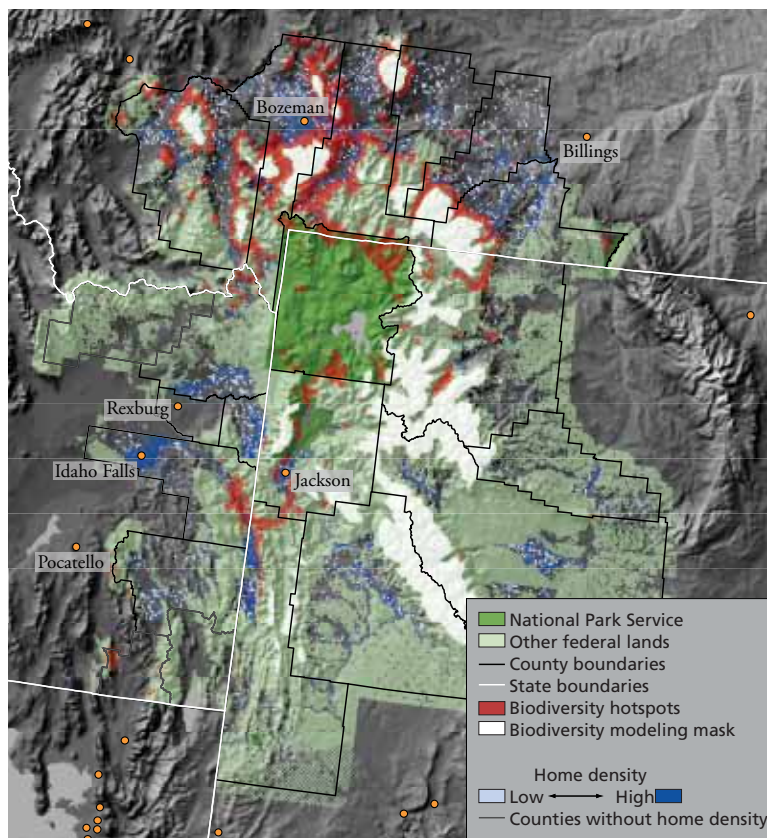 Bozeman
Billings
Rexburg
Idaho Falls
Jackson
Pocatello
National Park Service
Other federal lands
County boundaries
State boundaries
Biodiversity hotspots
Biodiversity modeling mask
Home density
Low High
Counties without home density